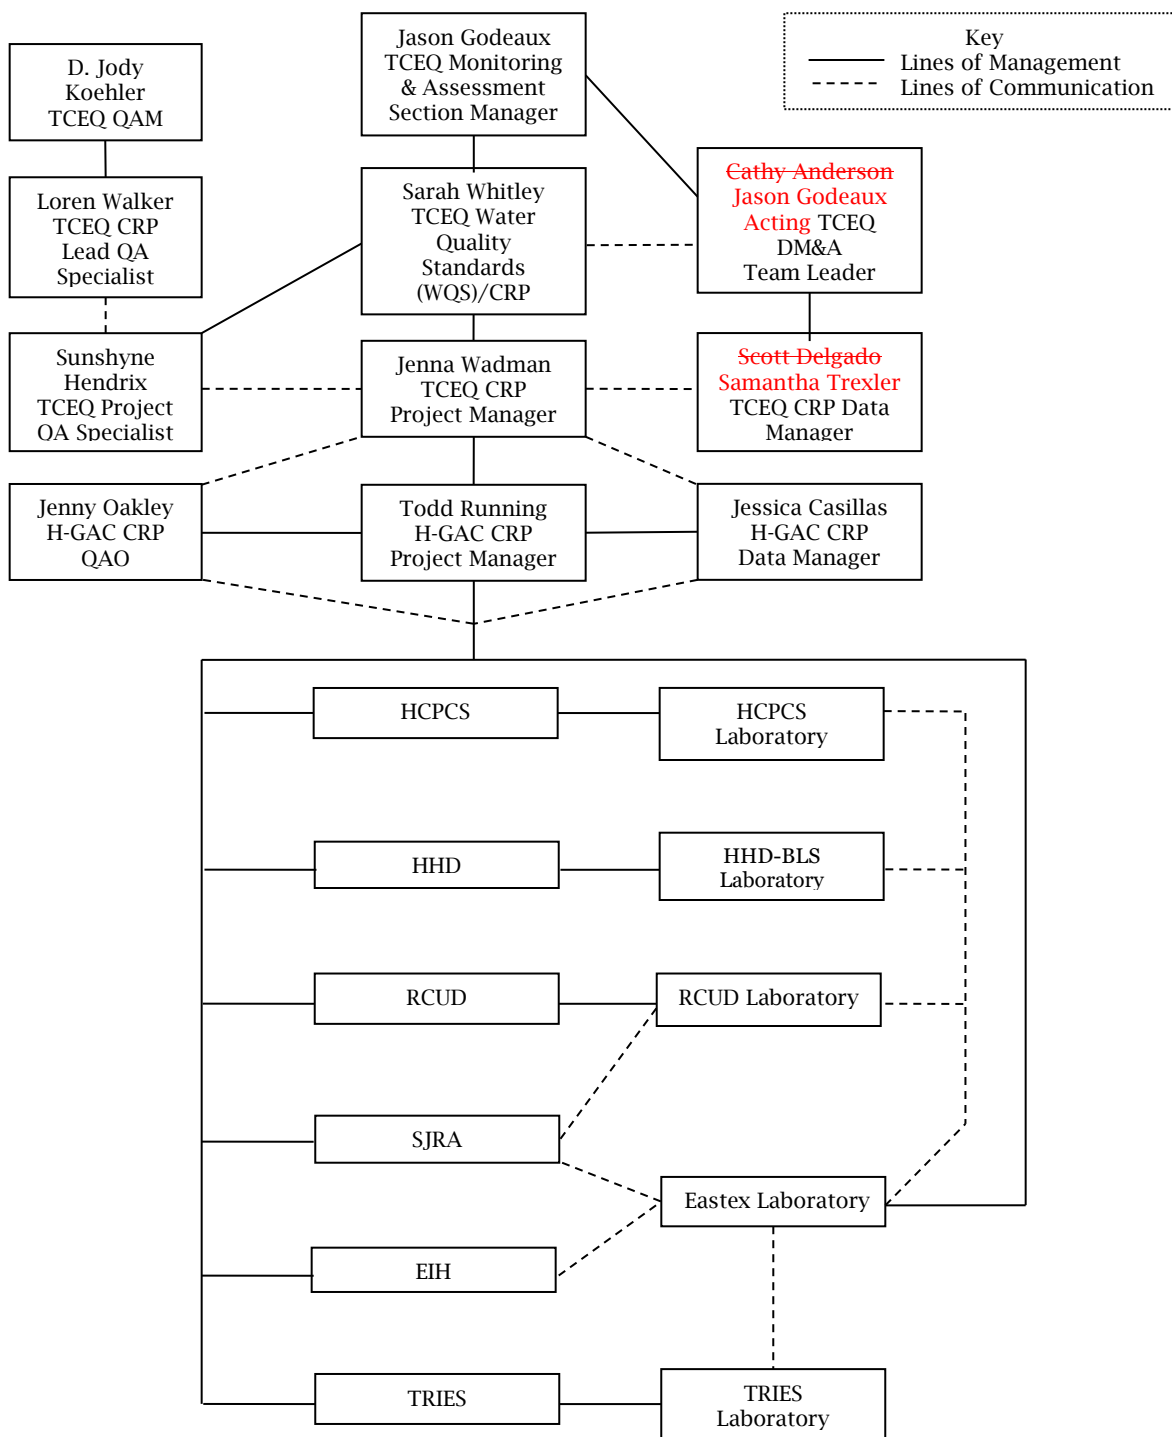 Key
Lines of Management
Lines of Communication
D. Jody
Koehler
TCEQ QAM
Jason Godeaux
TCEQ Monitoring
& Assessment
Section Manager
Loren Walker
TCEQ CRP
Lead QA
Specialist
Sarah Whitley
TCEQ Water
Quality
Standards
(WQS)/CRP
Cathy Anderson
Jason Godeaux
Acting TCEQ
DM&A
Team Leader
Sunshyne
Hendrix
TCEQ Project
QA Specialist
Jenna Wadman
TCEQ CRP
Project Manager
Scott Delgado
Samantha Trexler
TCEQ CRP Data
Manager
Jenny Oakley
H-GAC CRP
QAO
Todd Running
H-GAC CRP
Project Manager
Jessica Casillas
H-GAC CRP
Data Manager
HCPCS
HCPCS
Laboratory
HHD
HHD-BLS
Laboratory
RCUD
RCUD Laboratory
SJRA
Eastex Laboratory
EIH
TRIES
TRIES
Laboratory